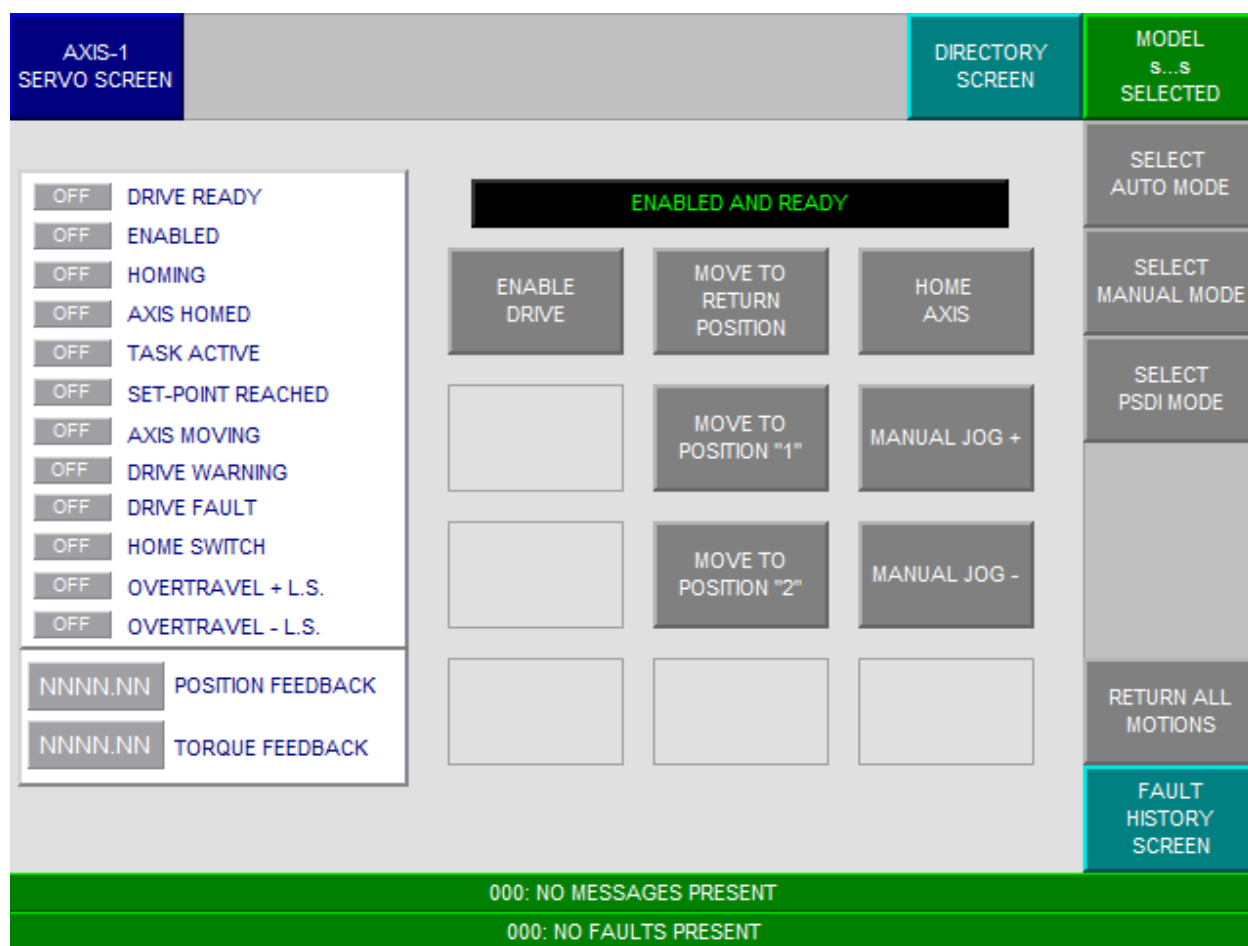 AXIS-1
SERVO SCREEN
DIRECTORY
SCREEN
MODEL
s...s
SELECTED
OFF DRIVE READY
OFF ENABLED
OFF HOMING
OFF AXIS HOMED
OFF TASK ACTIVE
OFF SET-POINT REACHED
OFF AXIS MOVING
OFF DRIVE WARNING
OFF DRIVE FAULT
OFF HOME SWITCH
OFF OVERTRAVEL + L.S.
OFF OVERTRAVEL - L.S.
NNNN.NN POSITION FEEDBACK
NNNN.NN TORQUE FEEDBACK
ENABLED AND READY
ENABLE
DRIVE
MOVE TO
RETURN
POSITION
HOME
AXIS
MOVE TO
POSITION "1"
MANUAL JOG +
MOVE TO
POSITION "2"
MANUAL JOG -
SELECT
AUTO MODE
SELECT
MANUAL MODE
SELECT
PSDI MODE
RETURN ALL
MOTIONS
FAULT
HISTORY
SCREEN
000: NO MESSAGES PRESENT
000: NO FAULTS PRESENT